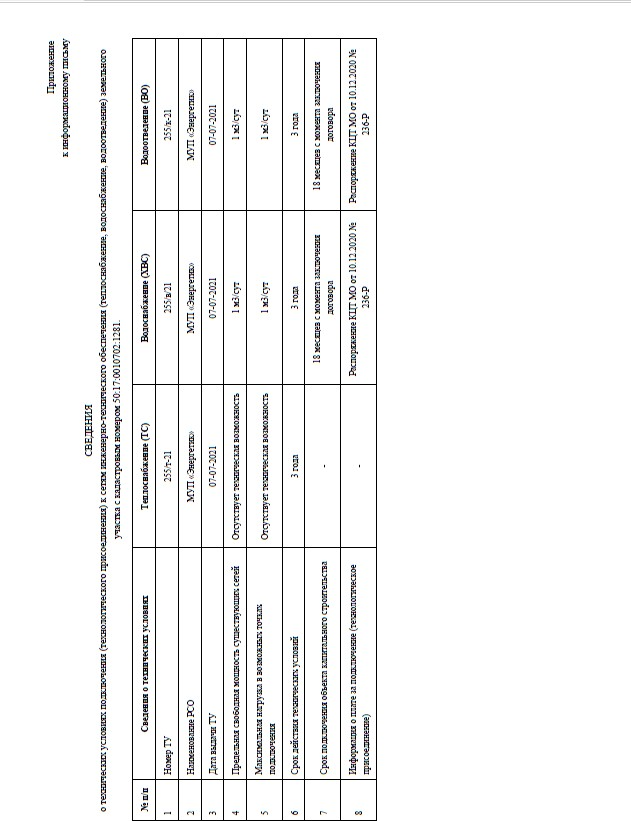 Приложение
к информационному письму
СВЕДЕНИЯ
о технических условиях подключения (технологического присоединения) к сетям инженерно-технического обеспечения (теплоснабжение, водоснабжение, водоотведение) земельного
участка с кадастровым номером 50:17:0010702:1281.
№ п/п Сведения о технических условиях Теплоснабжение (ТС) Водоснабжение (ХВС) Водоотведение (ВО)
1 Номер ТУ 255/т-21 255/в/21 255/к-21
2 Наименование РСО МУП «Энергетик» МУП «Энергетик» МУП «Энергетик»
3 Дата выдачи ТУ 07-07-2021 07-07-2021 07-07-2021
4 Предельная свободная мощность существующих сетей Отсутствует техническая возможность 1 м3/сут 1 м3/сут
5 Максимальная нагрузка в возможных точках
подключения Отсутствует техническая возможность 1 м3/сут 1 м3/сут
6 Срок действия технических условий 3 года 3 года 3 года
7 Срок подключения объекта капитального строительства - 18 месяцев с момента заключения
договора 18 месяцев с момента заключения
договора
8 Информация о плате за подключение (технологическое
присоединение) - Распоряжение КЦТ МО от 10.12.2020 №
236-Р Распоряжение КЦТ МО от 10.12.2020 №
236-Р